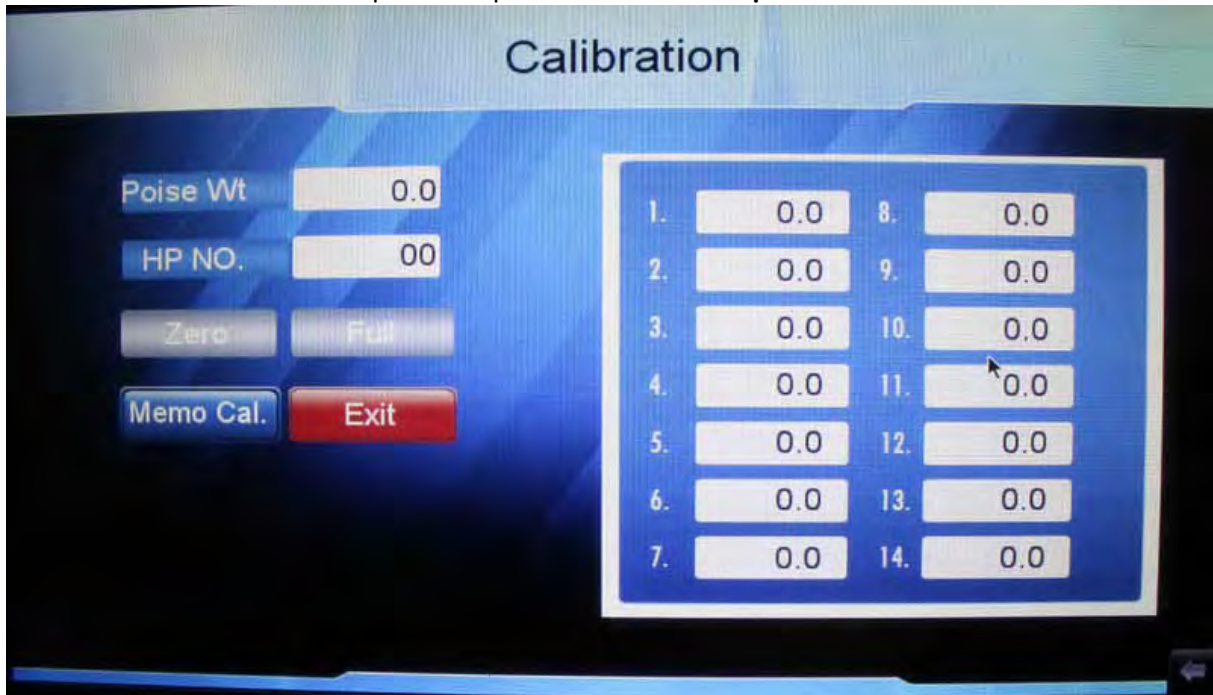 Calibration
Poise Wt 0.0
HP NO. 00
Zero Full
Memo Cal. Exit
1. 0.0 8. 0.0
2. 0.0 9. 0.0
3. 0.0 10. 0.0
4. 0.0 11. 0.0
5. 0.0 12. 0.0
6. 0.0 13. 0.0
7. 0.0 14. 0.0